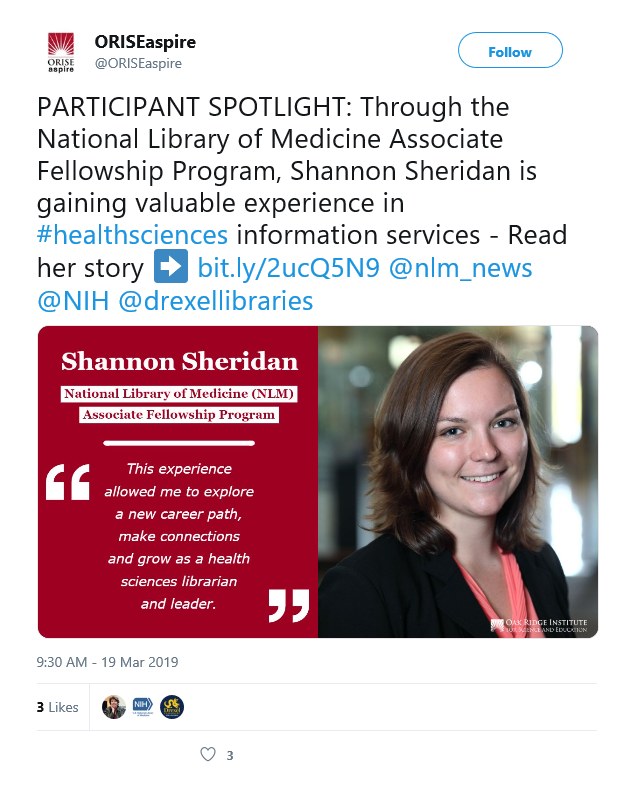 ORISE
aspire
ORISEaspire
@ORISEaspire
Follow
PARTICIPANT SPOTLIGHT: Through the
National Library of Medicine Associate
Fellowship Program, Shannon Sheridan is
gaining valuable experience in
#healthsciences information services - Read
her story ➡ bit.ly/2ucQ5N9 @nlm_news
@NIH @drexellibraries
Shannon Sheridan
National Library of Medicine (NLM)
Associate Fellowship Program
“ This experience
allowed me to explore
a new career path,
make connections
and grow as a health
sciences librarian
and leader. ”
OAK RIDGE INSTITUTE
FOR SCIENCE AND EDUCATION
9:30 AM - 19 Mar 2019
3 Likes
NIH
Drexel
3